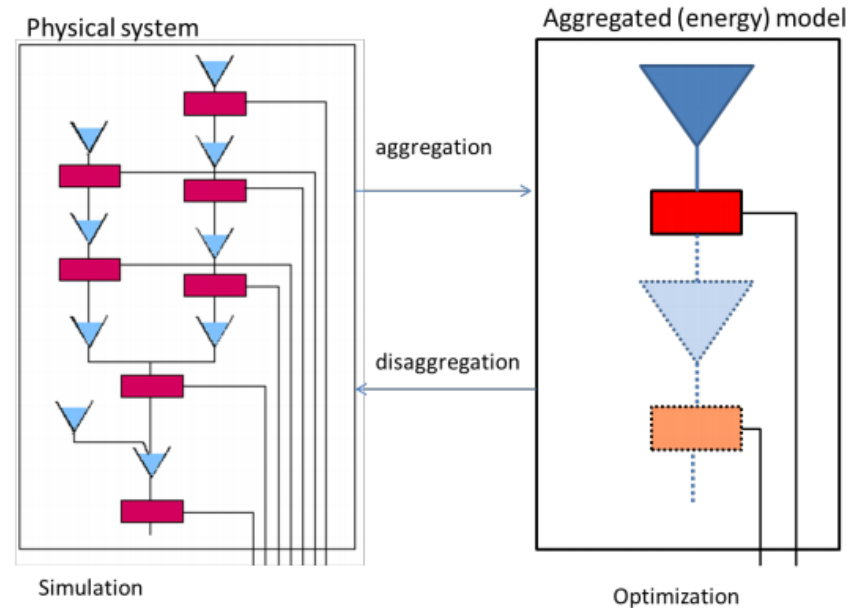 Physical system
Aggregated (energy) model
aggregation
disaggregation
Simulation
Optimization